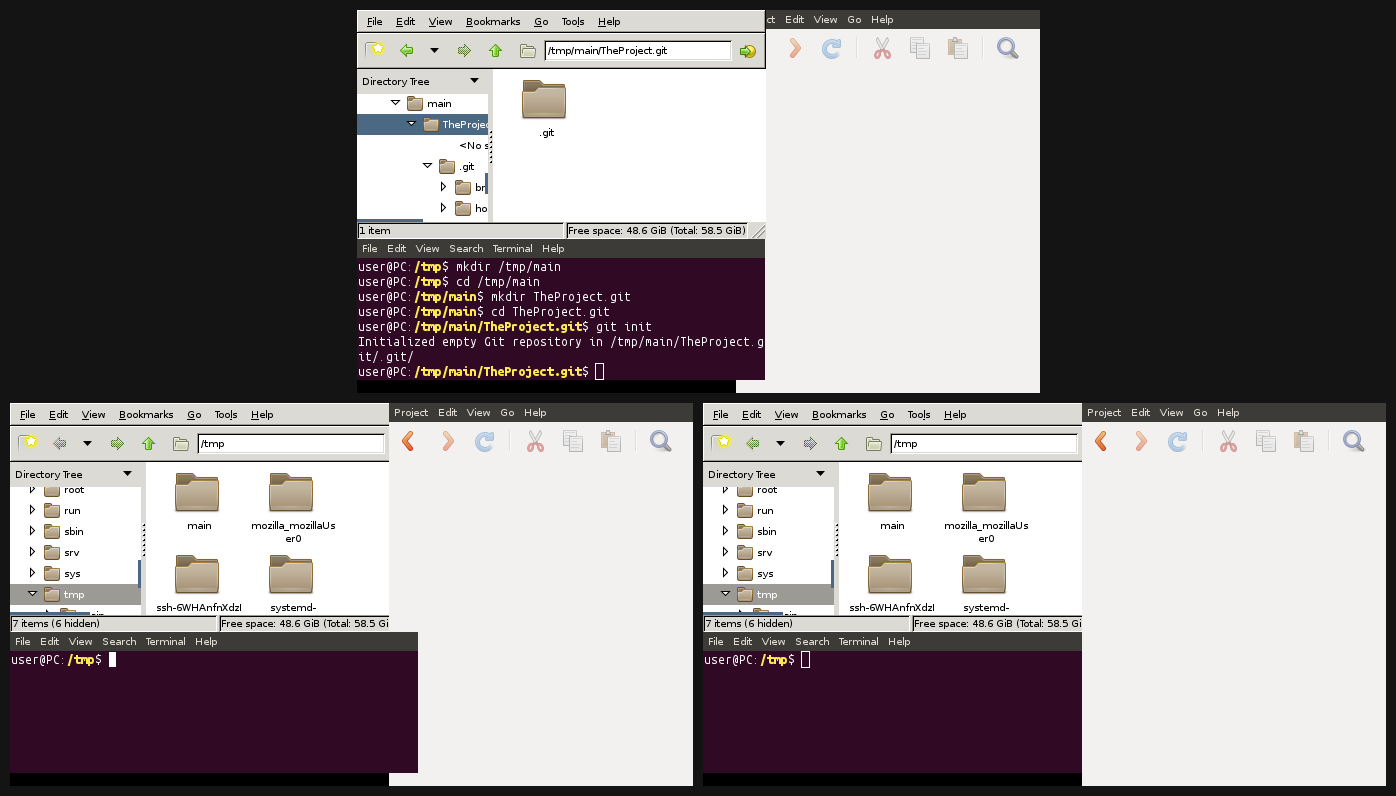 File Edit View Bookmarks Go Tools Help
ct Edit View Go Help
/tmp/main/TheProject.git
Directory Tree
main
TheProjec
<No s
.git
br
ho
.git
1 item
Free space: 48.6 GiB (Total: 58.5 GiB)
File Edit View Search Terminal Help
user@PC:/tmp$ mkdir /tmp/main
user@PC:/tmp$ cd /tmp/main
user@PC:/tmp/main$ mkdir TheProject.git
user@PC:/tmp/main$ cd TheProject.git
user@PC:/tmp/main/TheProject.git$ git init
Initialized empty Git repository in /tmp/main/TheProject.g
it/.git/
user@PC:/tmp/main/TheProject.git$
File Edit View Bookmarks Go Tools Help
Project Edit View Go Help
/tmp
Directory Tree
root
run
sbin
srv
sys
tmp
main
mozilla_mozillaUs
er0
ssh-6WHAnfnXdzI
systemd-
7 items (6 hidden)
Free space: 48.6 GiB (Total: 58.5 Gi
File Edit View Search Terminal Help
user@PC:/tmp$
File Edit View Bookmarks Go Tools Help
Project Edit View Go Help
/tmp
Directory Tree
root
run
sbin
srv
sys
tmp
main
mozilla_mozillaUs
er0
ssh-6WHAnfnXdzI
systemd-
7 items (6 hidden)
Free space: 48.6 GiB (Total: 58.5 Gi
File Edit View Search Terminal Help
user@PC:/tmp$